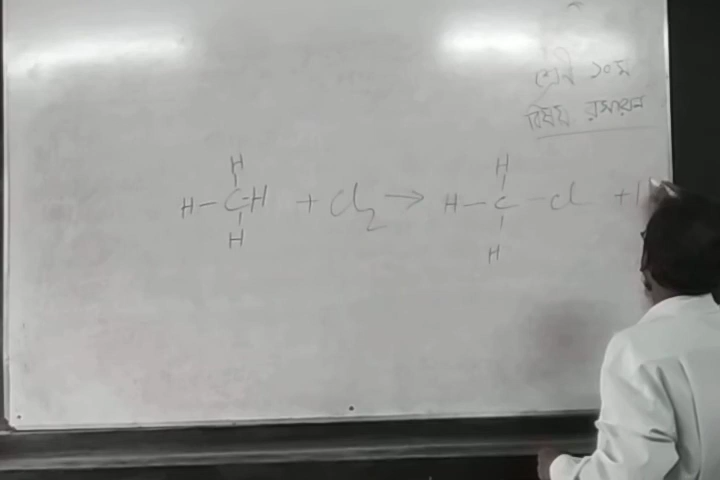 শ্রেণী ১০ম
বিষয় রসায়ন
H H
H - C - H + Cl2 → H - C - Cl +
H H